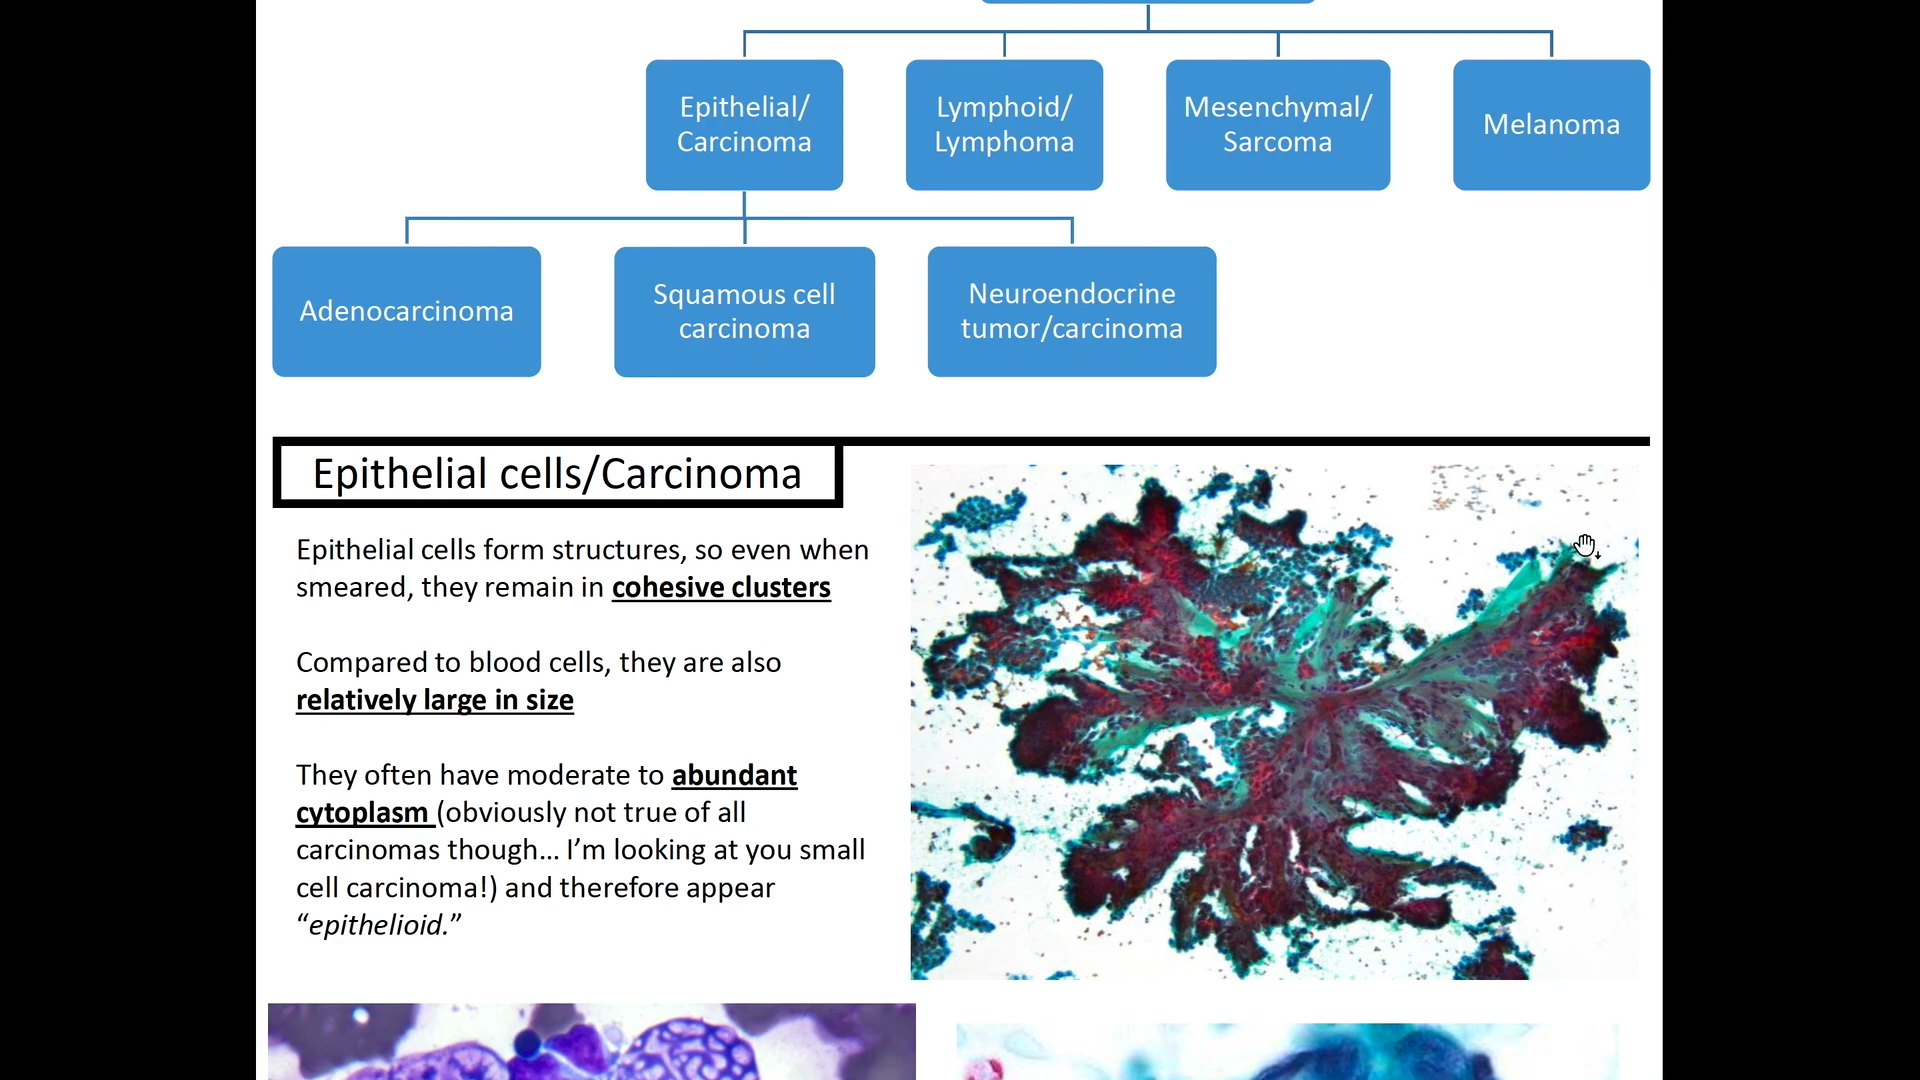 Epithelial/
Carcinoma
Lymphoid/
Lymphoma
Mesenchymal/
Sarcoma
Melanoma
Adenocarcinoma
Squamous cell
carcinoma
Neuroendocrine
tumor/carcinoma
Epithelial cells/Carcinoma
Epithelial cells form structures, so even when
smeared, they remain in cohesive clusters
Compared to blood cells, they are also
relatively large in size
They often have moderate to abundant
cytoplasm (obviously not true of all
carcinomas though... I’m looking at you small
cell carcinoma!) and therefore appear
“epithelioid.”